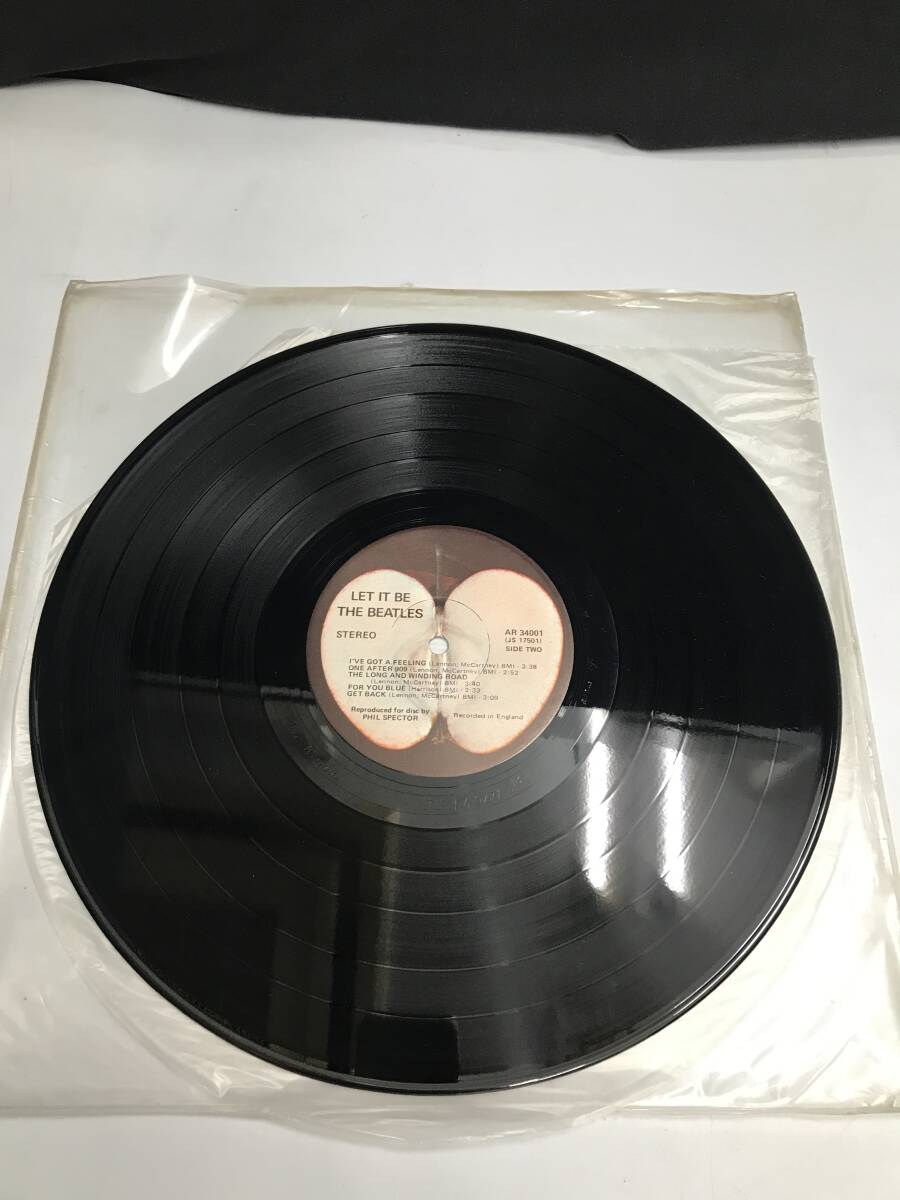 LET IT BE
THE BEATLES
STEREO
AR 34001
(JS 17501)
SIDE TWO
I'VE GOT A FEELING (Lennon; McCartney) BMI - 3:38
ONE AFTER 909 (Lennon; McCartney) BMI - 2:52
THE LONG AND WINDING ROAD
(Lennon; McCartney) BMI - 3:40
FOR YOU BLUE (Harrison) BMI - 2:33
GET BACK (Lennon; McCartney) BMI - 3:09
Reproduced for disc by
PHIL SPECTOR
Recorded in England